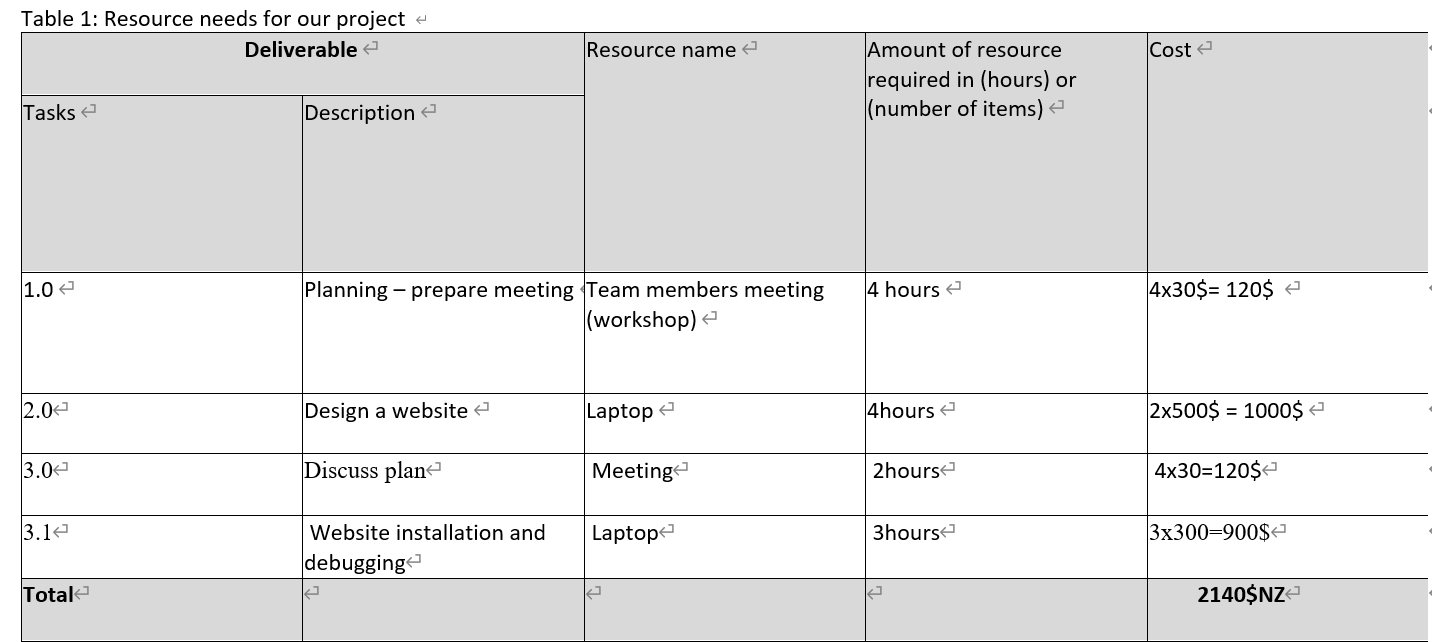 Table 1: Resource needs for our project
Deliverable
Resource name
Amount of resource
required in (hours) or
(number of items)
Cost
Tasks
Description
1.0
Planning – prepare meeting
Team members meeting
(workshop)
4 hours
4x30$= 120$
2.0
Design a website
Laptop
4hours
2x500$ = 1000$
3.0
Discuss plan
Meeting
2hours
4x30=120$
3.1
Website installation and
debugging
Laptop
3hours
3x300=900$
Total
2140$NZ